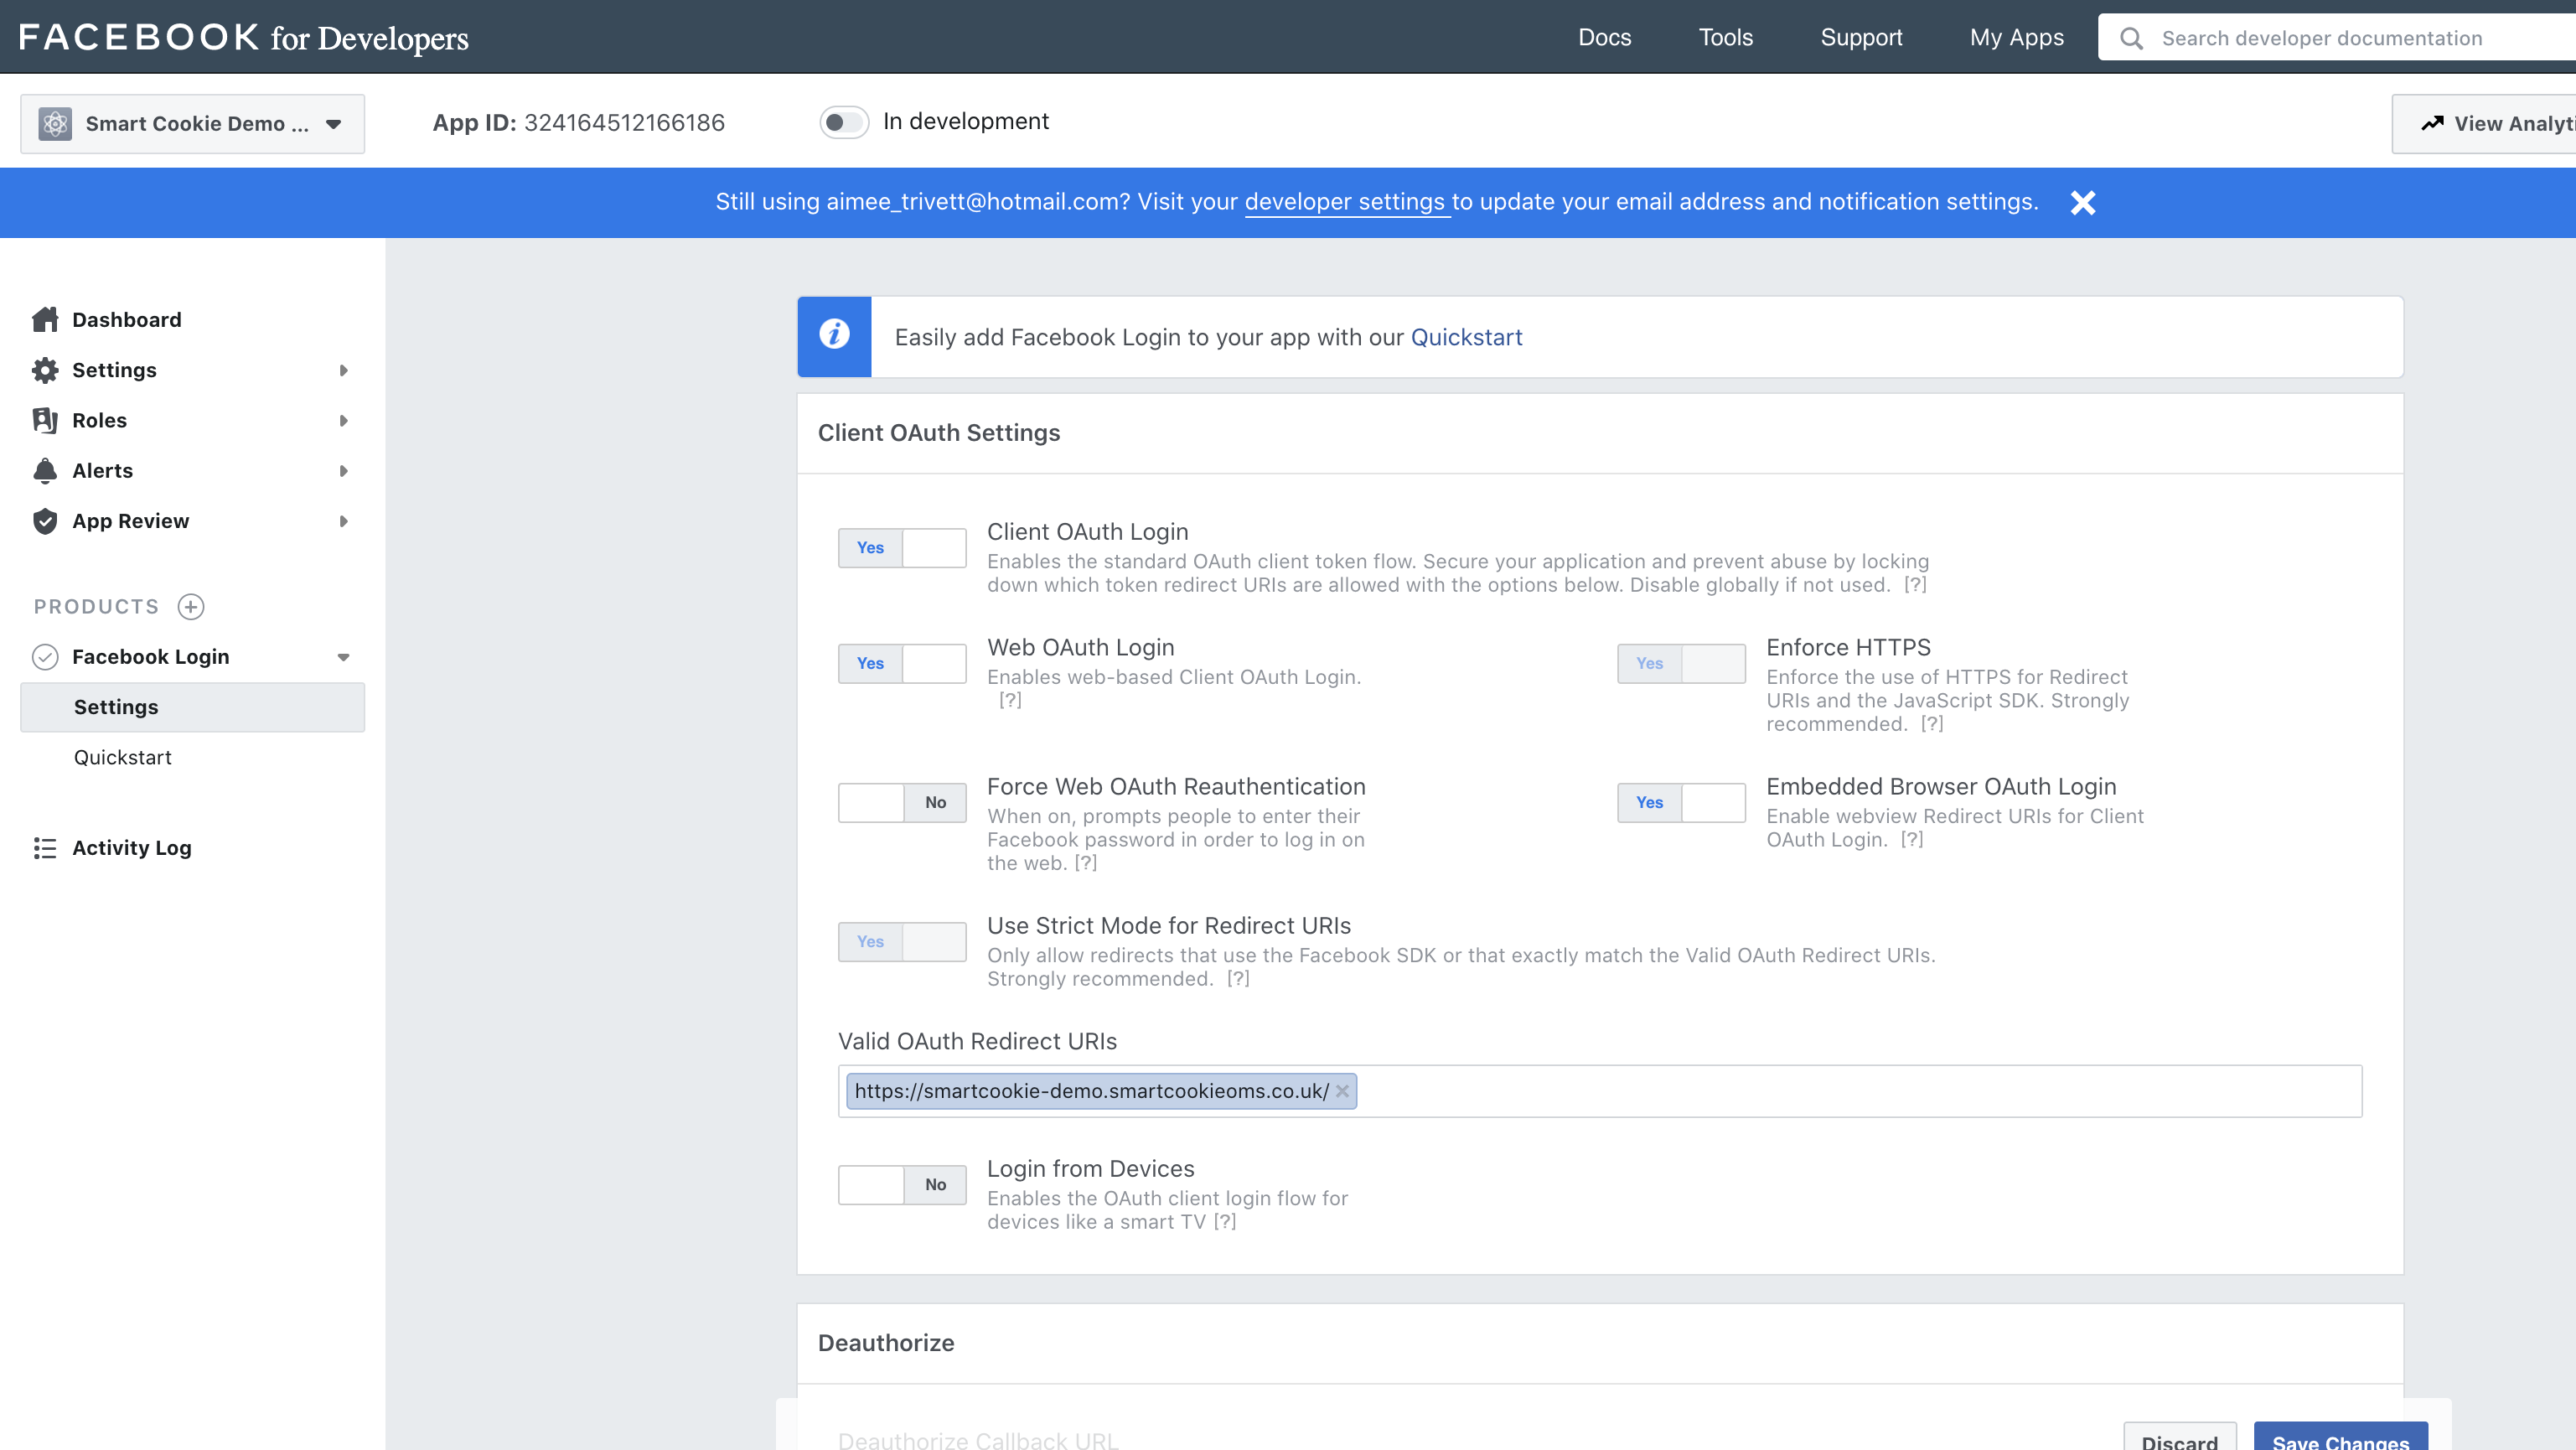 FACEBOOK for Developers
Docs Tools Support My Apps Search developer documentation
Smart Cookie Demo ... App ID: 324164512166186 In development View Analyti
Still using aimee_trivett@hotmail.com? Visit your developer settings to update your email address and notification settings.
Dashboard
Settings
Roles
Alerts
App Review
PRODUCTS
Facebook Login
Settings
Quickstart
Activity Log
Easily add Facebook Login to your app with our Quickstart
Client OAuth Settings
Yes
Client OAuth Login
Enables the standard OAuth client token flow. Secure your application and prevent abuse by locking
down which token redirect URIs are allowed with the options below. Disable globally if not used. [?]
Yes
Web OAuth Login
Enables web-based Client OAuth Login.
[?]
Yes
Enforce HTTPS
Enforce the use of HTTPS for Redirect
URIs and the JavaScript SDK. Strongly
recommended. [?]
No
Force Web OAuth Reauthentication
When on, prompts people to enter their
Facebook password in order to log in on
the web. [?]
Yes
Embedded Browser OAuth Login
Enable webview Redirect URIs for Client
OAuth Login. [?]
Yes
Use Strict Mode for Redirect URIs
Only allow redirects that use the Facebook SDK or that exactly match the Valid OAuth Redirect URIs.
Strongly recommended. [?]
Valid OAuth Redirect URIs
https://smartcookie-demo.smartcookieoms.co.uk/
No
Login from Devices
Enables the OAuth client login flow for
devices like a smart TV [?]
Deauthorize
Deauthorize Callback URL
Discard Save Changes